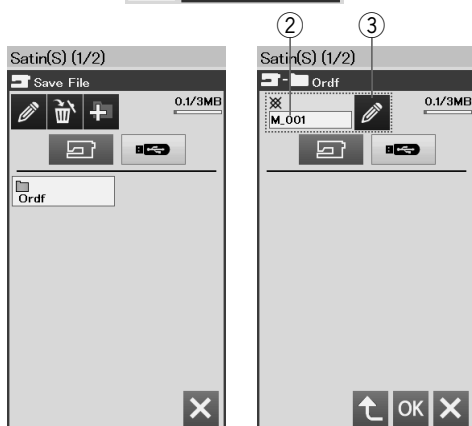 ② ③
Satin(S) (1/2)
Save File
0.1/3MB
Ordf
Satin(S) (1/2)
Ordf
M_001
0.1/3MB
OK